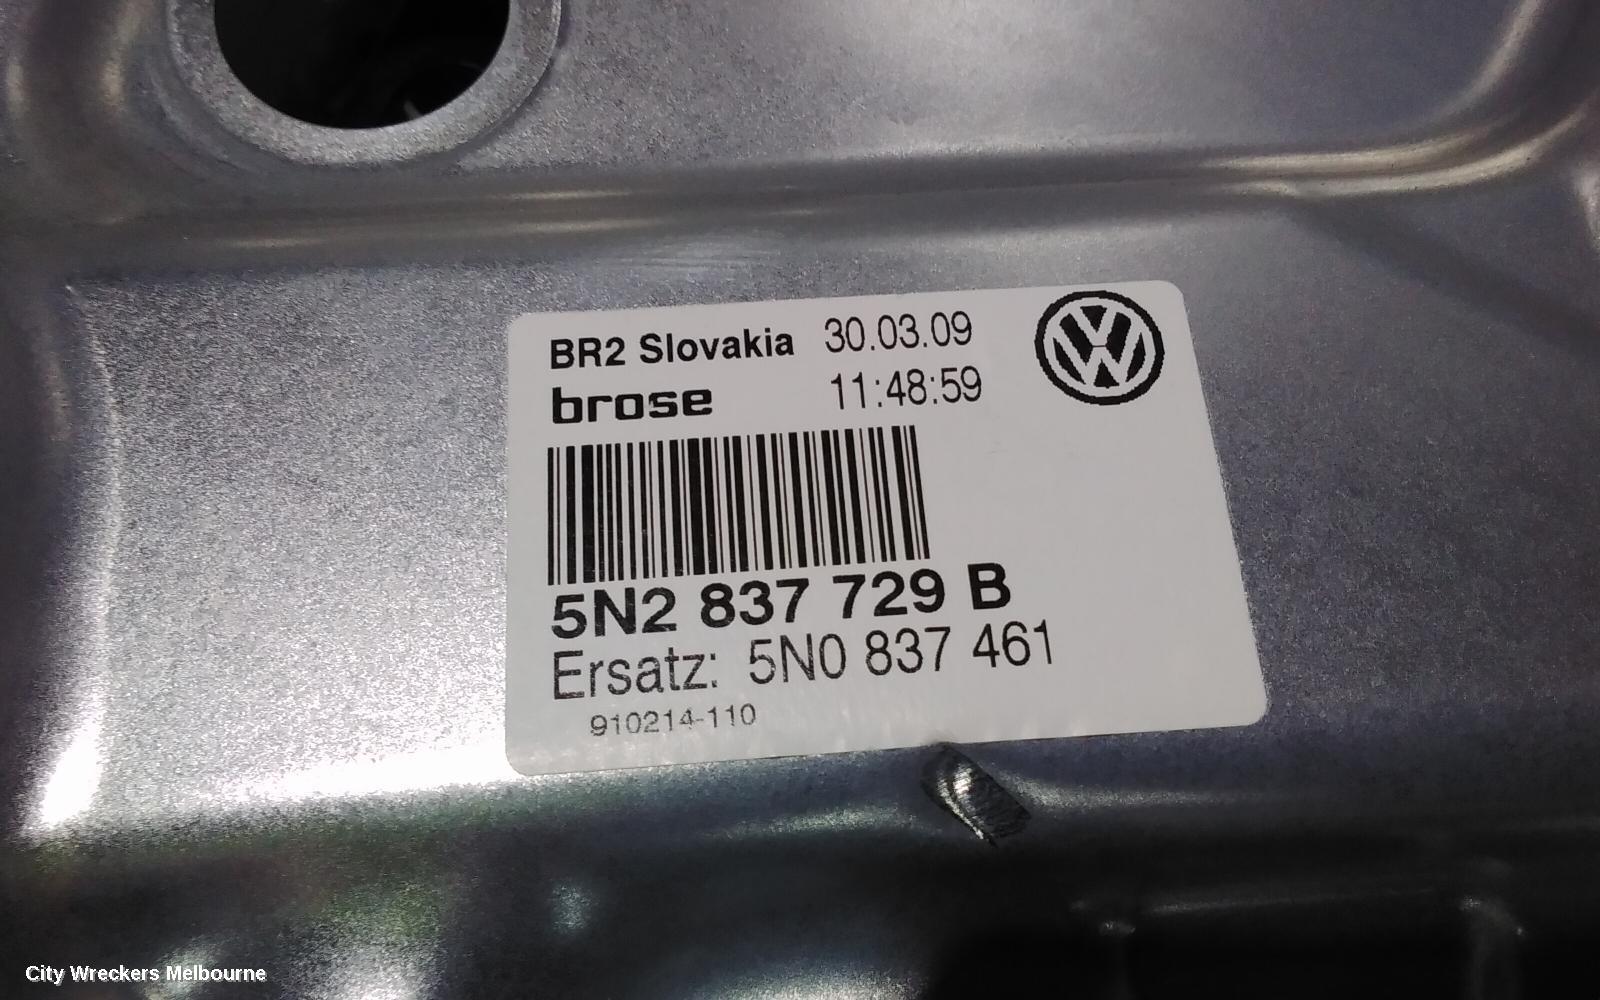 BR2 Slovakia 30.03.09
brose 11:48:59
5N2 837 729 B
Ersatz: 5N0 837 461
910214-110
City Wreckers Melbourne